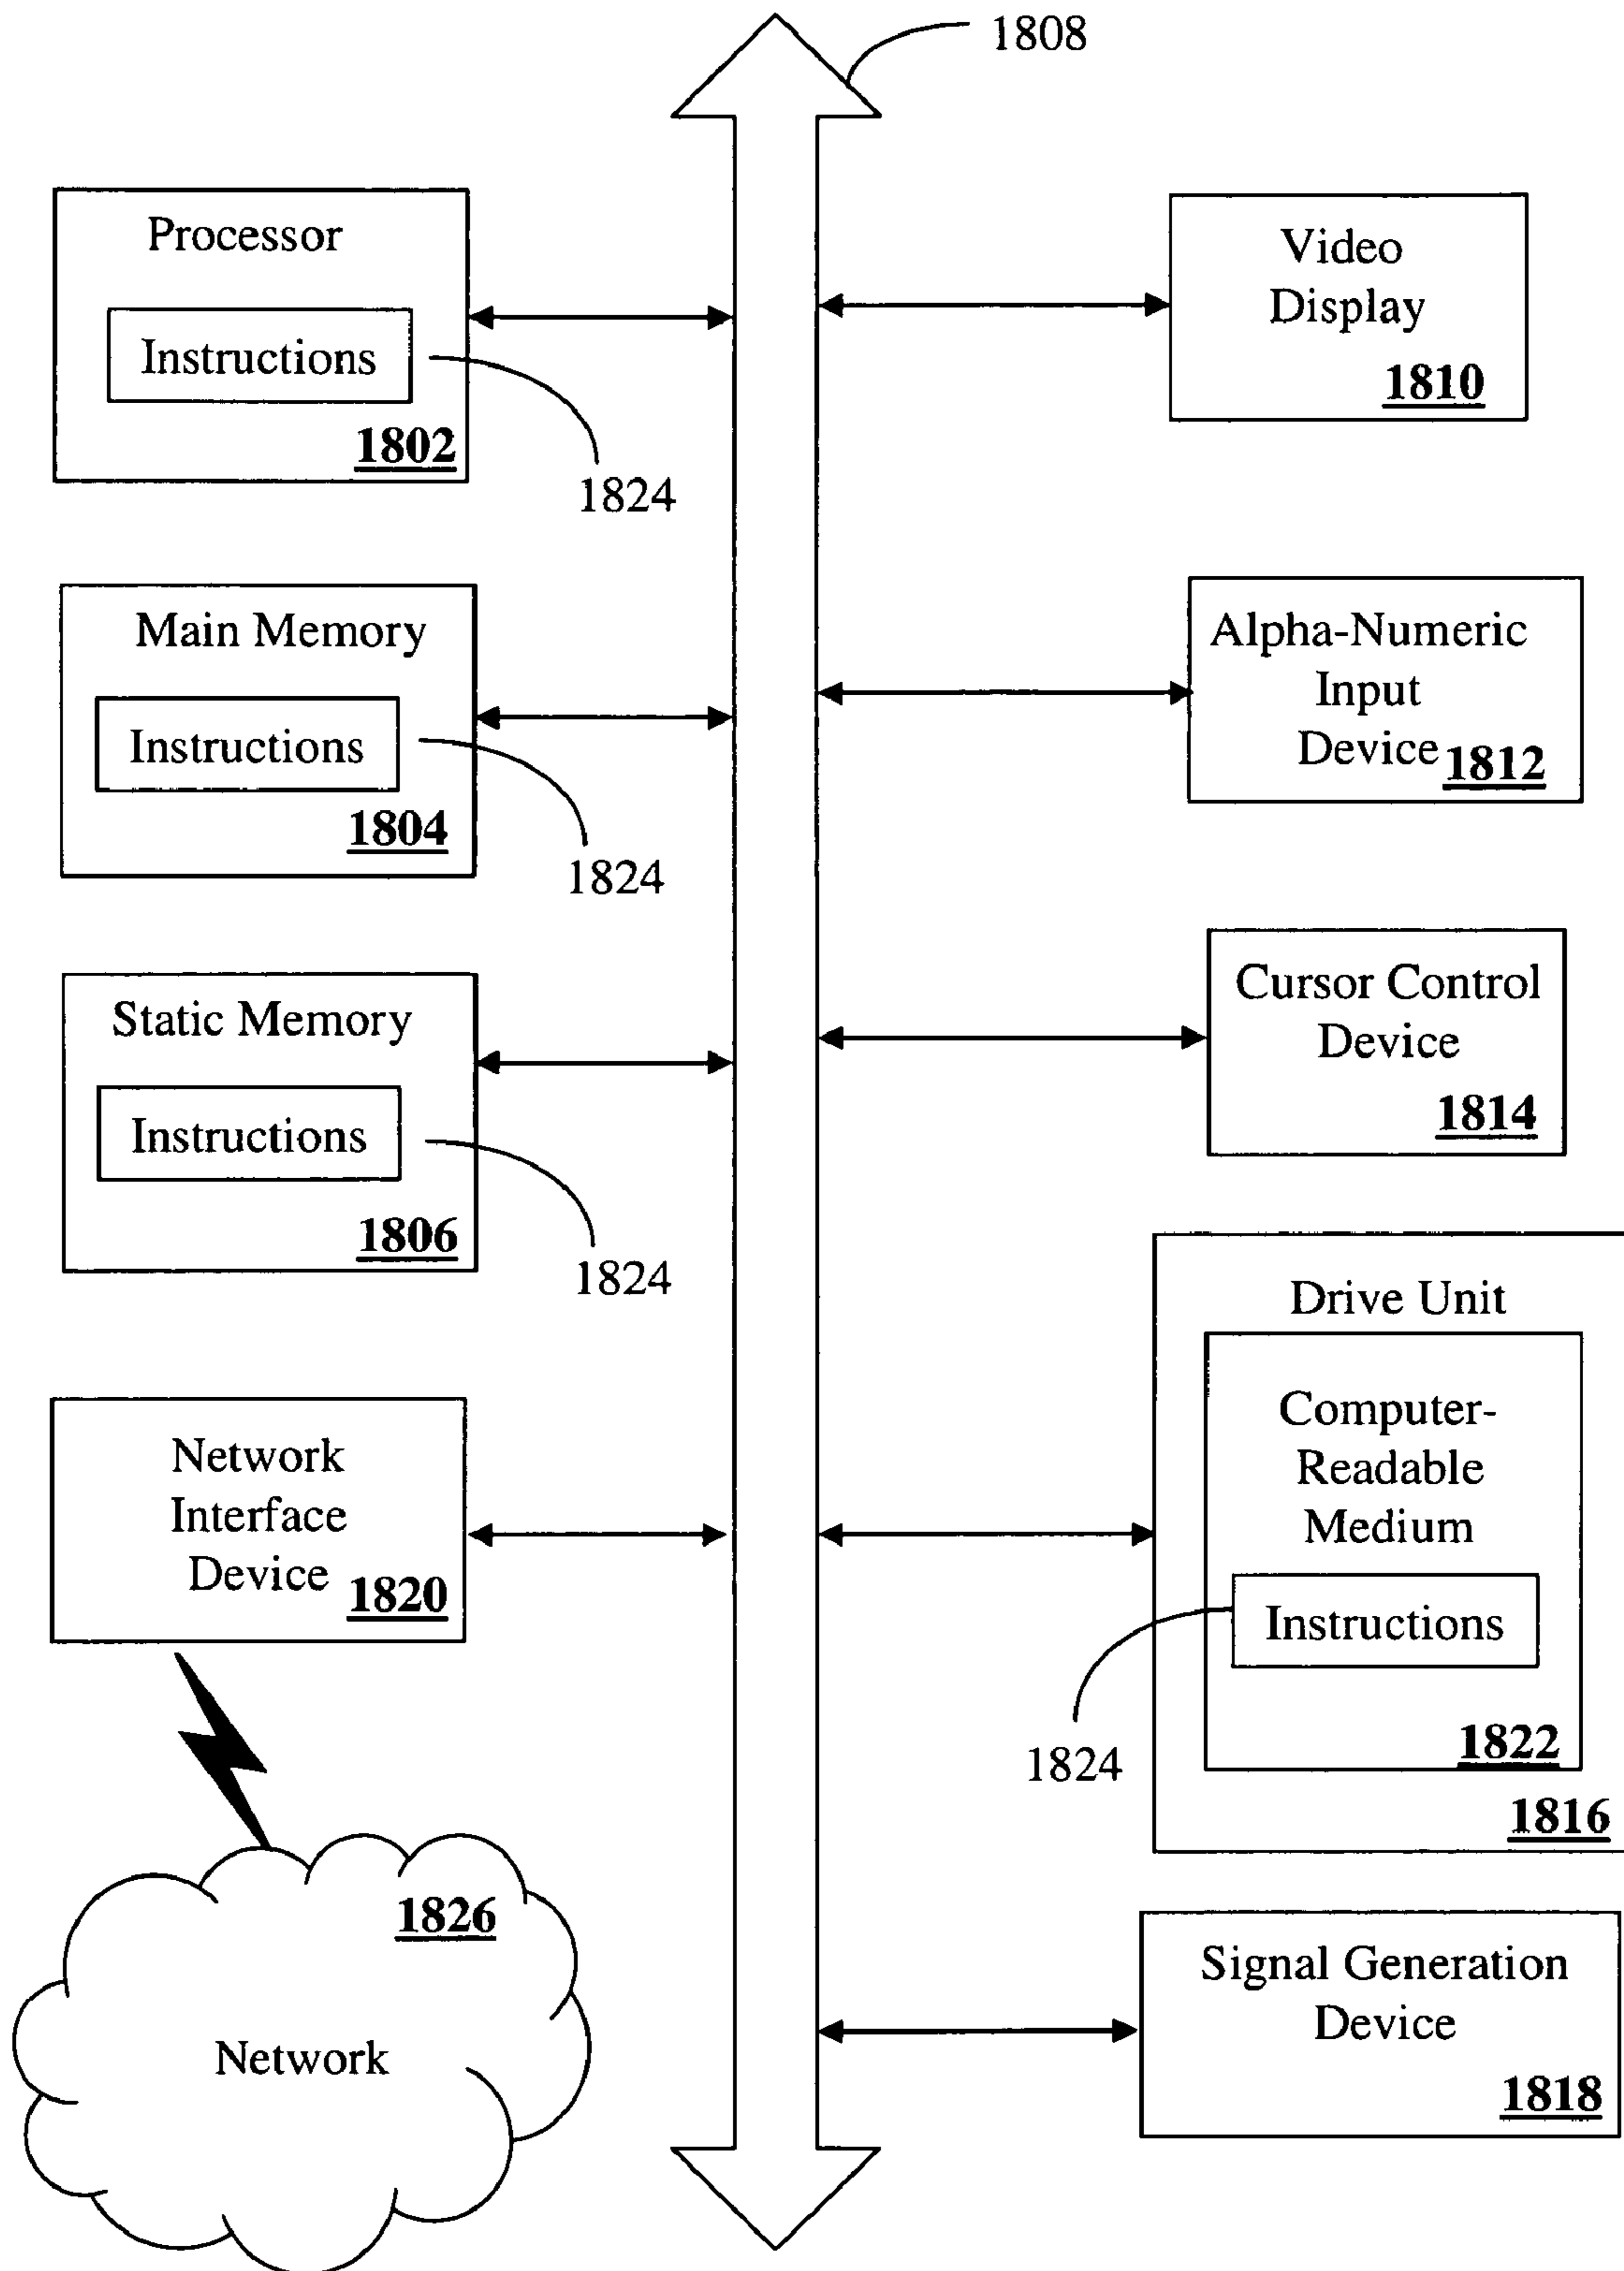 1808
Processor
Instructions
1802
1824
Main Memory
Instructions
1804
1824
Static Memory
Instructions
1806
1824
Network
Interface
Device
1820
1826
Network
Video
Display
1810
Alpha-Numeric
Input
Device
1812
Cursor Control
Device
1814
Drive Unit
Computer-
Readable
Medium
Instructions
1824
1822
1816
Signal Generation
Device
1818